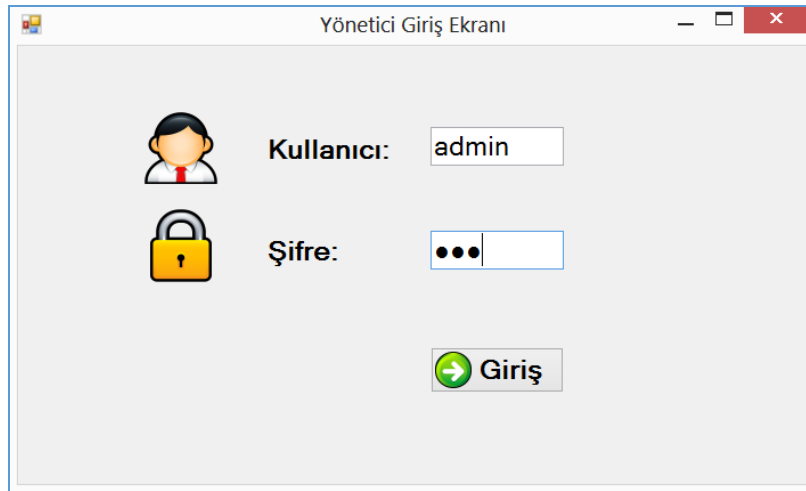 Yönetici Giriş Ekranı
Kullanıcı: admin
Şifre: ●●●
Giriş